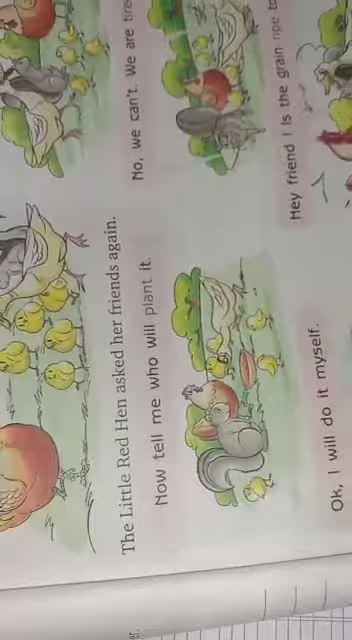 The Little Red Hen asked her friends again.
Now tell me who will plant it.
No, we can't. We are
Ok, I will do it myself.
Hey friend ! Is the grain ripe to